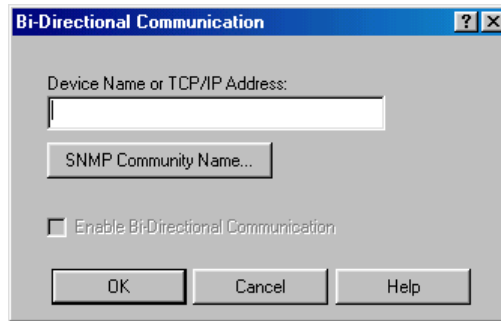 Bi-Directional Communication
Device Name or TCP/IP Address:
SNMP Community Name...
Enable Bi-Directional Communication
OK Cancel Help